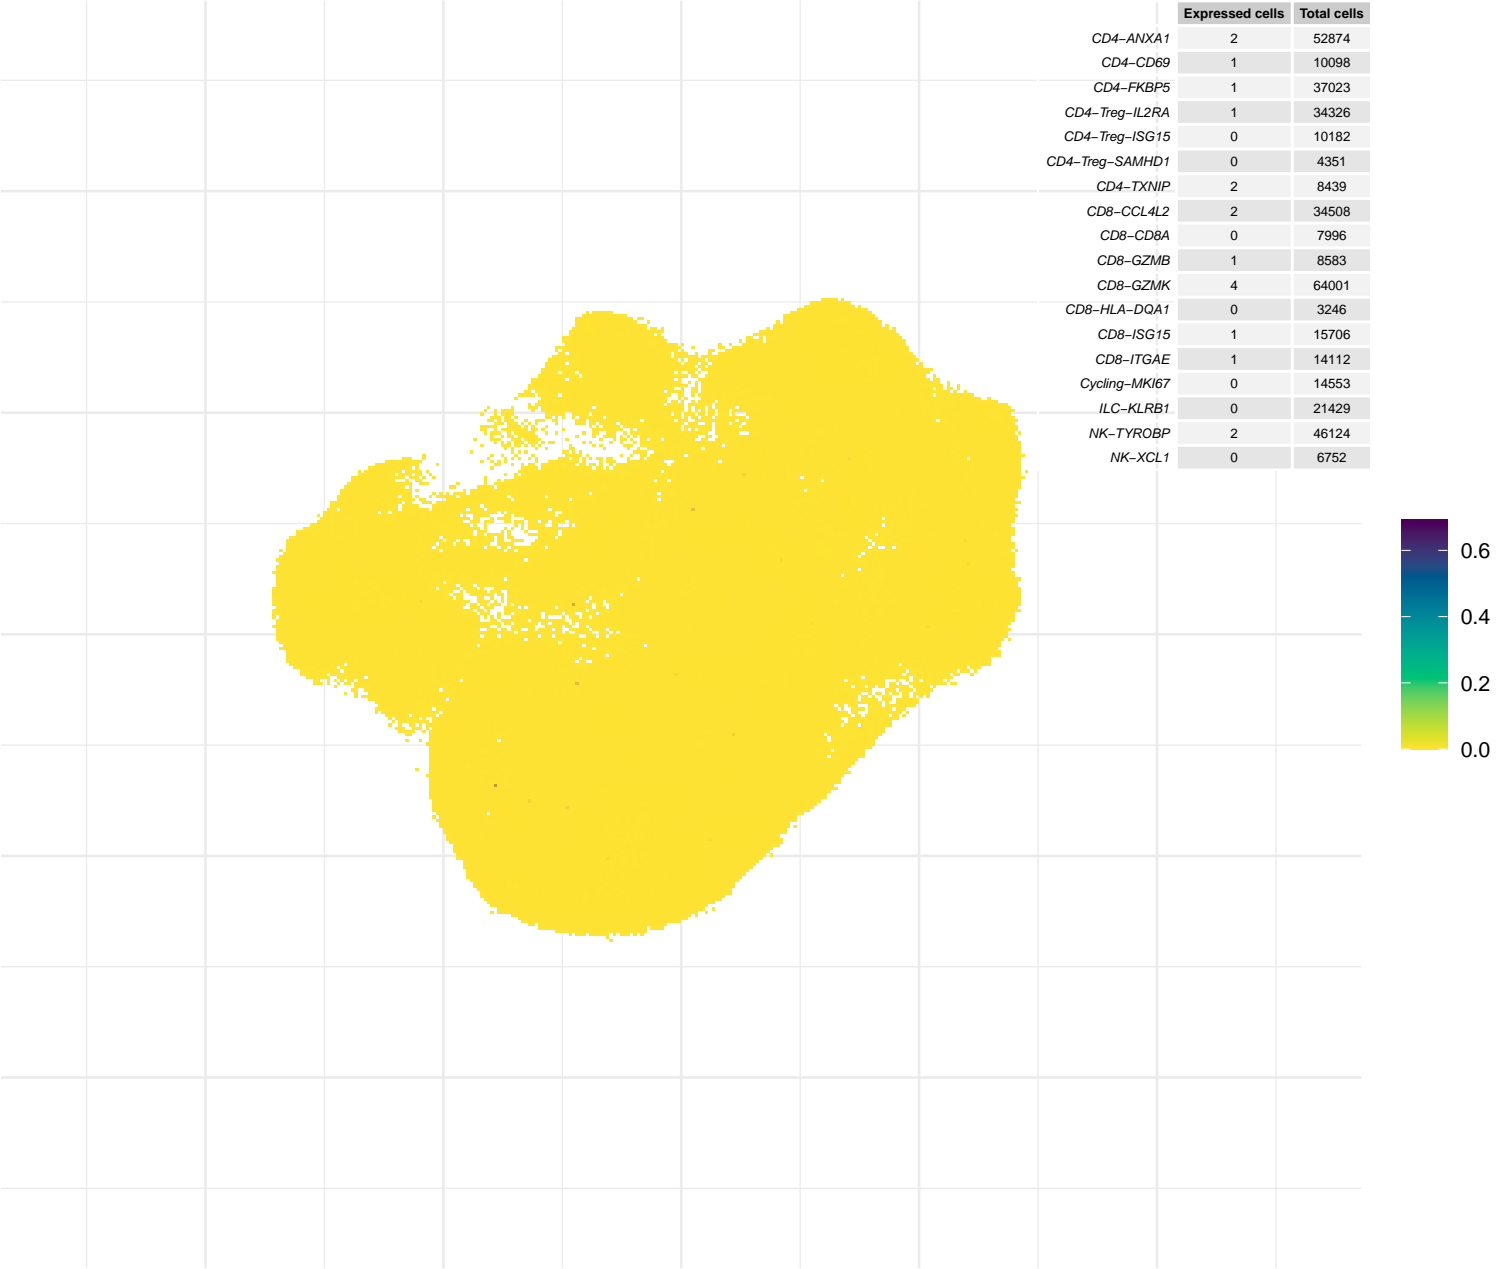 Expressed cells Total cells
CD4−ANXA1 2 52874
CD4−CD69 1 10098
CD4−FKBP5 1 37023
CD4−Treg−IL2RA 1 34326
CD4−Treg−ISG15 0 10182
CD4−Treg−SAMHD1 0 4351
CD4−TXNIP 2 8439
CD8−CCL4L2 2 34508
CD8−CD8A 0 7996
CD8−GZMB 1 8583
CD8−GZMK 4 64001
CD8−HLA−DQA1 0 3246
CD8−ISG15 1 15706
CD8−ITGAE 1 14112
Cycling−MKI67 0 14553
ILC−KLRB1 0 21429
NK−TYROBP 2 46124
NK−XCL1 0 6752
0.6
0.4
0.2
0.0